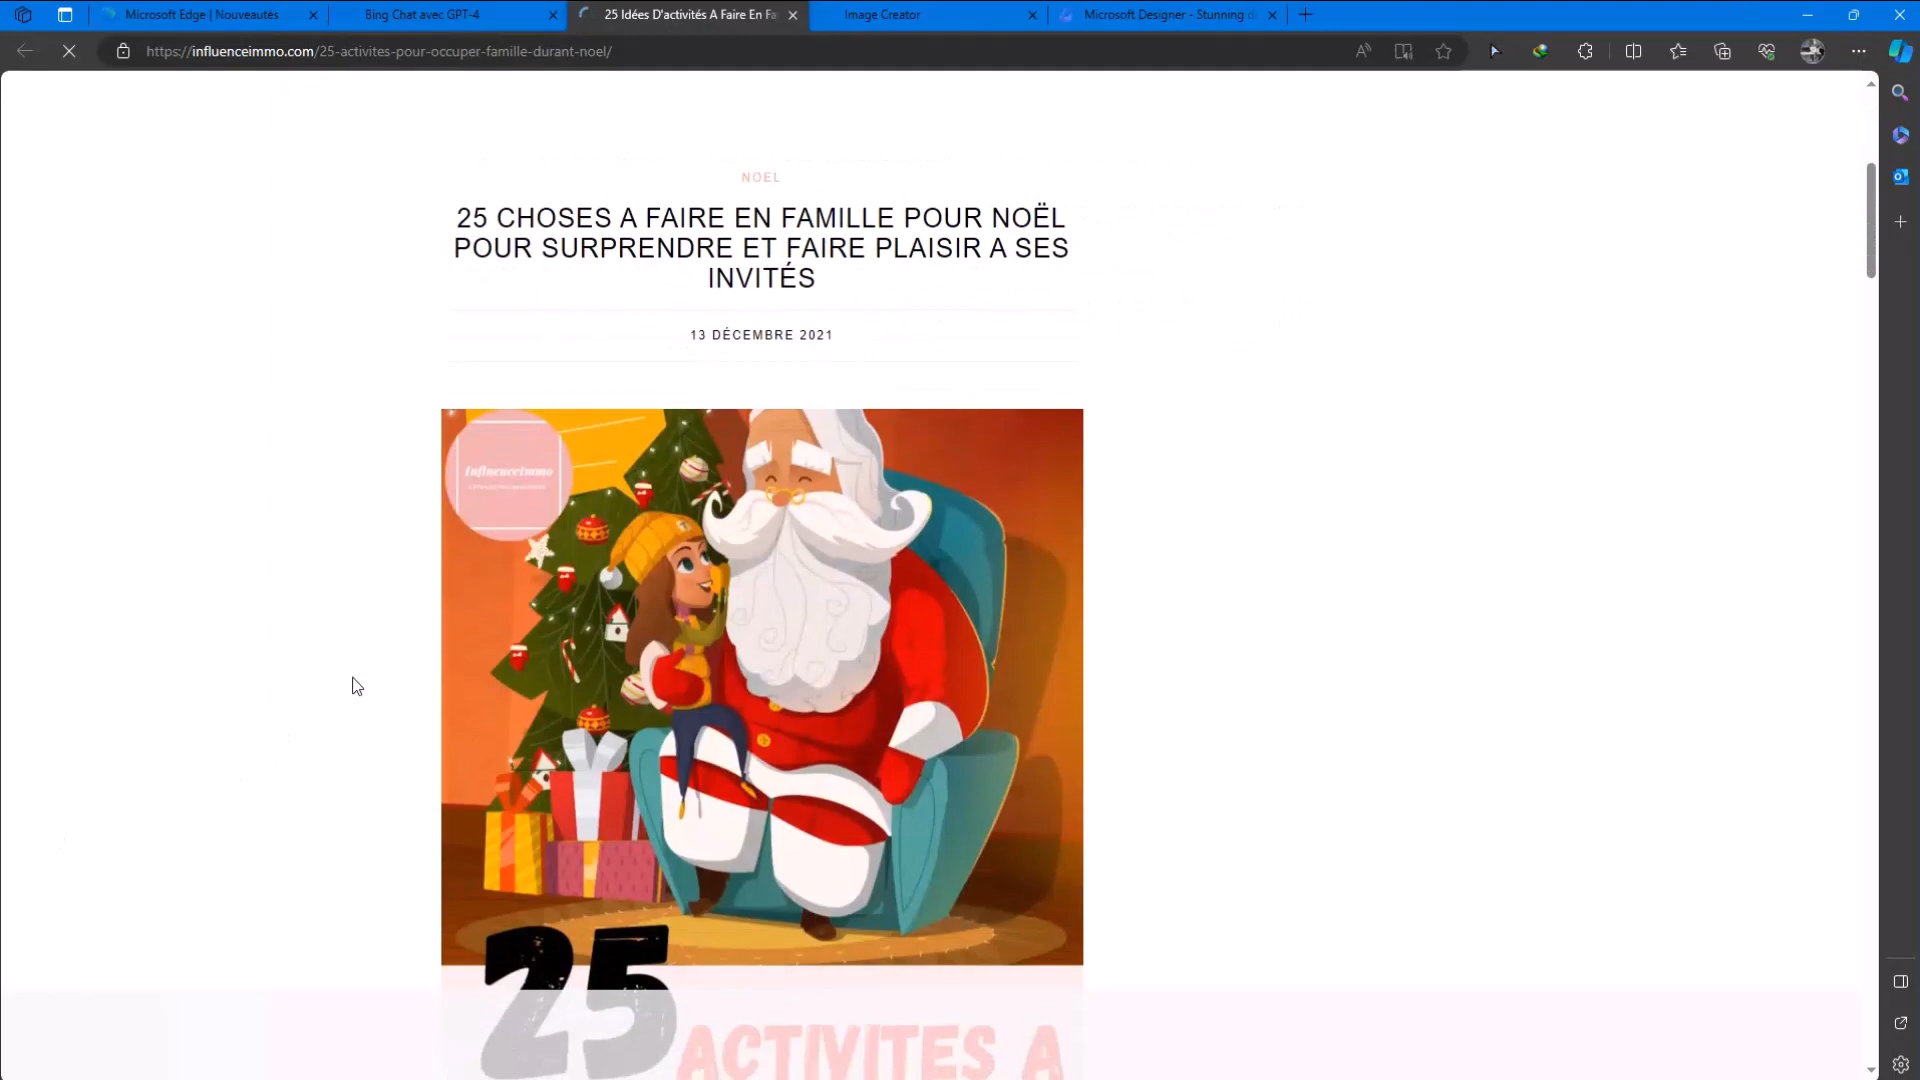 Microsoft Edge | Nouveautés
Bing Chat avec GPT-4
25 Idées D'activités A Faire En Fa
Image Creator
Microsoft Designer - Stunning d
https://influenceimmo.com/25-activites-pour-occuper-famille-durant-noel/
NOEL
25 CHOSES A FAIRE EN FAMILLE POUR NOËL
POUR SURPRENDRE ET FAIRE PLAISIR A SES
INVITÉS
13 DÉCEMBRE 2021
InfluenceImmo
25
ACTIVITES A